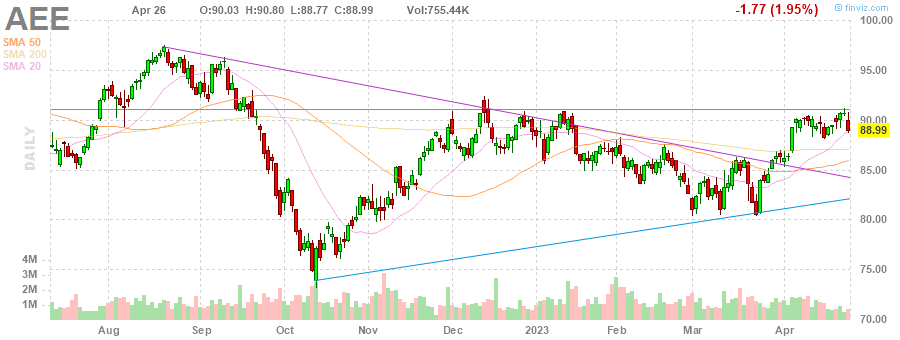 AEE Apr 26 O:90.03 H:90.80 L:88.77 C:88.99 Vol:755.44K -1.77 (1.95%) © finviz.com
SMA 50
SMA 200
SMA 20
DAILY
100.00
95.00
90.00
88.99
85.00
80.00
75.00
70.00
4M
3M
2M
1M
Aug Sep Oct Nov Dec 2023 Feb Mar Apr